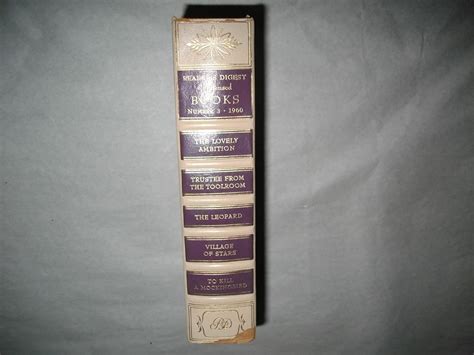 READER'S DIGEST
Condensed
BOOKS
NUMBER 3 · 1960
THE LOVELY
AMBITION
TRUSTEE FROM
THE TOOLROOM
THE LEOPARD
VILLAGE
OF STARS
TO KILL
A MOCKINGBIRD
RD